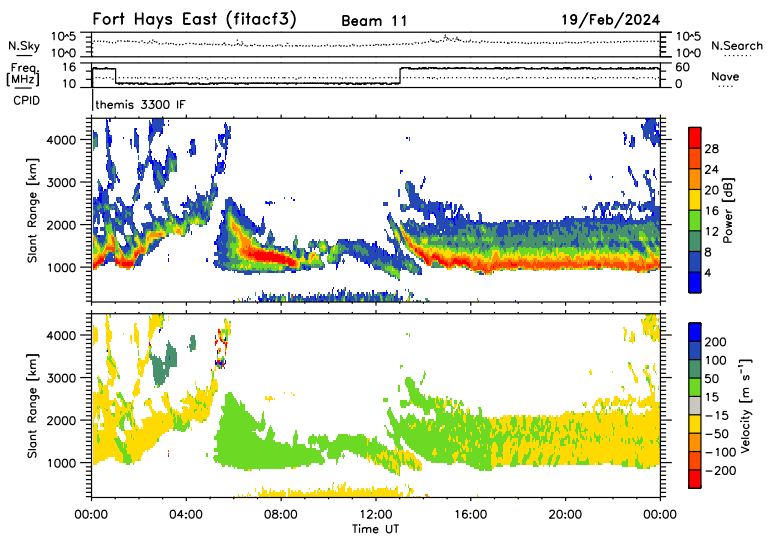 Fort Hays East (fitacf3) Beam 11 19/Feb/2024
N.Sky 10^5 10^0 10^5 10^0 N.Search
Freq. [MHz] 16 10 60 0 Nave
CPID themis 3300 IF
Slant Range [km] 4000 3000 2000 1000
28 24 20 16 12 8 4 Power [dB]
Slant Range [km] 4000 3000 2000 1000
200 100 50 15 -15 -50 -100 -200 Velocity [m s⁻¹]
00:00 04:00 08:00 12:00 16:00 20:00 00:00
Time UT